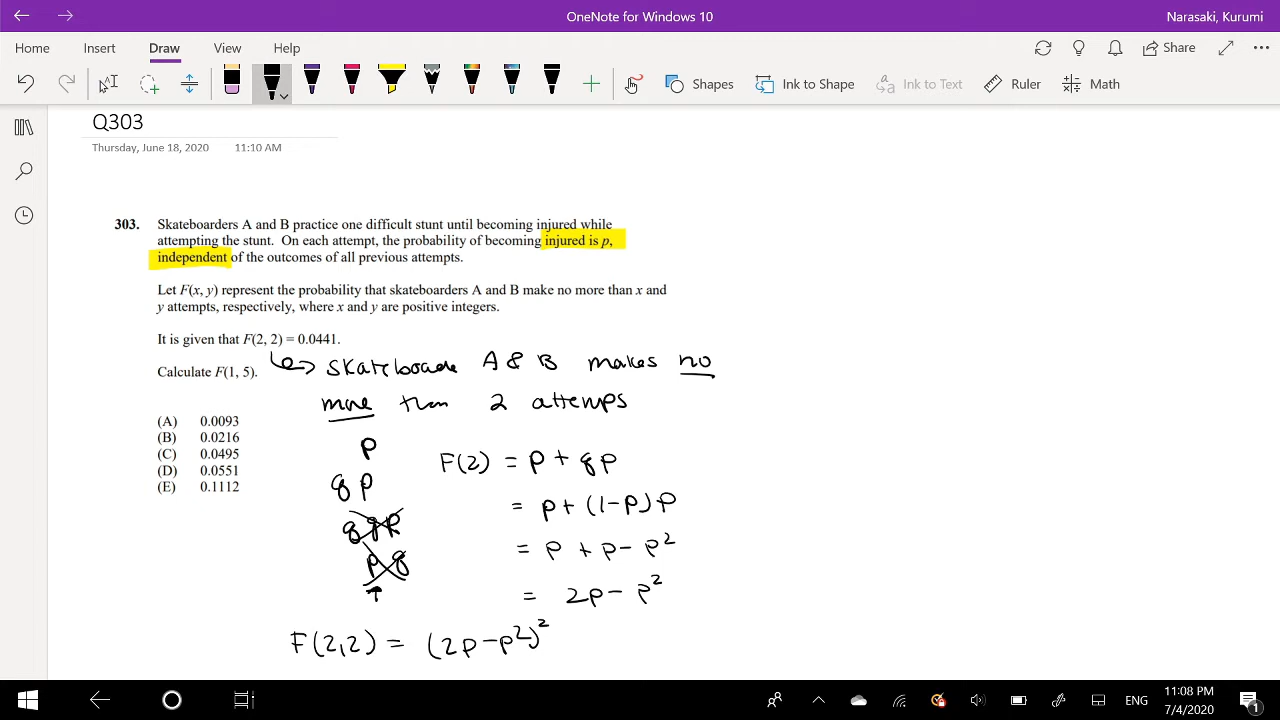 OneNote for Windows 10
Narasaki, Kurumi
Home Insert Draw View Help
Share
Shapes Ink to Shape Ink to Text Ruler Math
Q303
Thursday, June 18, 2020 11:10 AM
303. Skateboarders A and B practice one difficult stunt until becoming injured while
attempting the stunt. On each attempt, the probability of becoming injured is p,
independent of the outcomes of all previous attempts.
Let F(x, y) represent the probability that skateboarders A and B make no more than x and
y attempts, respectively, where x and y are positive integers.
It is given that F(2, 2) = 0.0441.
Calculate F(1, 5).
↳ skateboarde A & B makes no
more than 2 attemps
(A) 0.0093
(B) 0.0216
(C) 0.0495
(D) 0.0551
(E) 0.1112
p
qp
qqp
pq
F(2) = p + qp
= p + (1-p)p
= p + p - p²
= 2p - p²
F(2,2) = (2p-p²)²
ENG
11:08 PM
7/4/2020
1